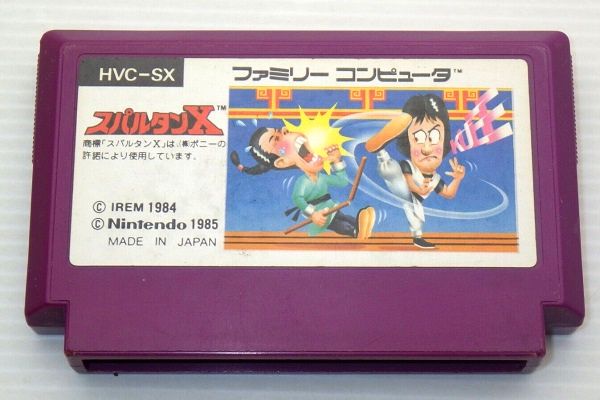 HVC-SX
ファミリー コンピュータ™
スパルタンX™
商標「スパルタンX」は、(株)ポニーの
許諾により使用しています。
© IREM 1984
© Nintendo 1985
MADE IN JAPAN